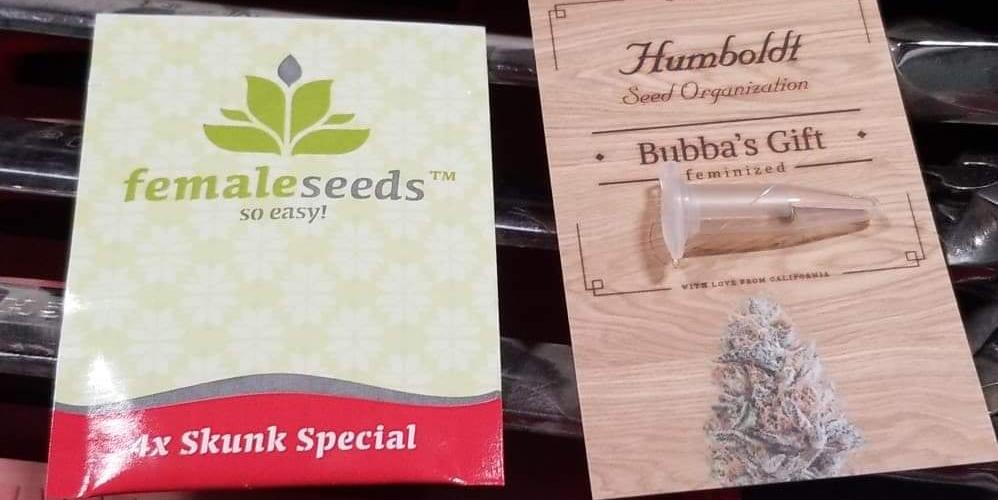 femaleseeds™
so easy!
4x Skunk Special
Humboldt
Seed Organization
Bubba's Gift
feminized
WITH LOVE FROM CALIFORNIA